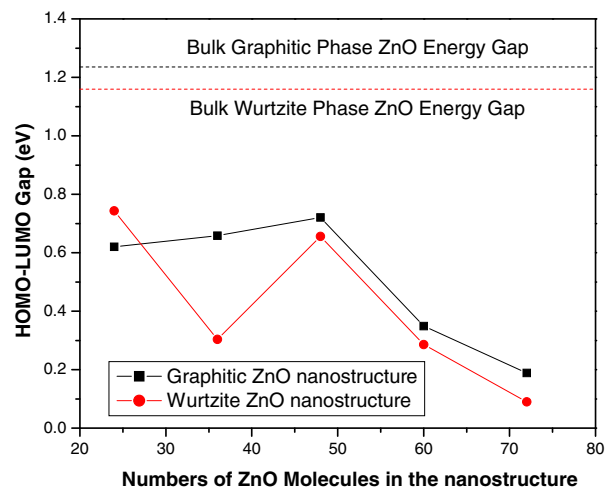 1.4
1.2
1.0
0.8
0.6
0.4
0.2
0.0
HOMO-LUMO Gap (eV)
Bulk Graphitic Phase ZnO Energy Gap
Bulk Wurtzite Phase ZnO Energy Gap
Graphitic ZnO nanostructure
Wurtzite ZnO nanostructure
20 30 40 50 60 70 80
Numbers of ZnO Molecules in the nanostructure